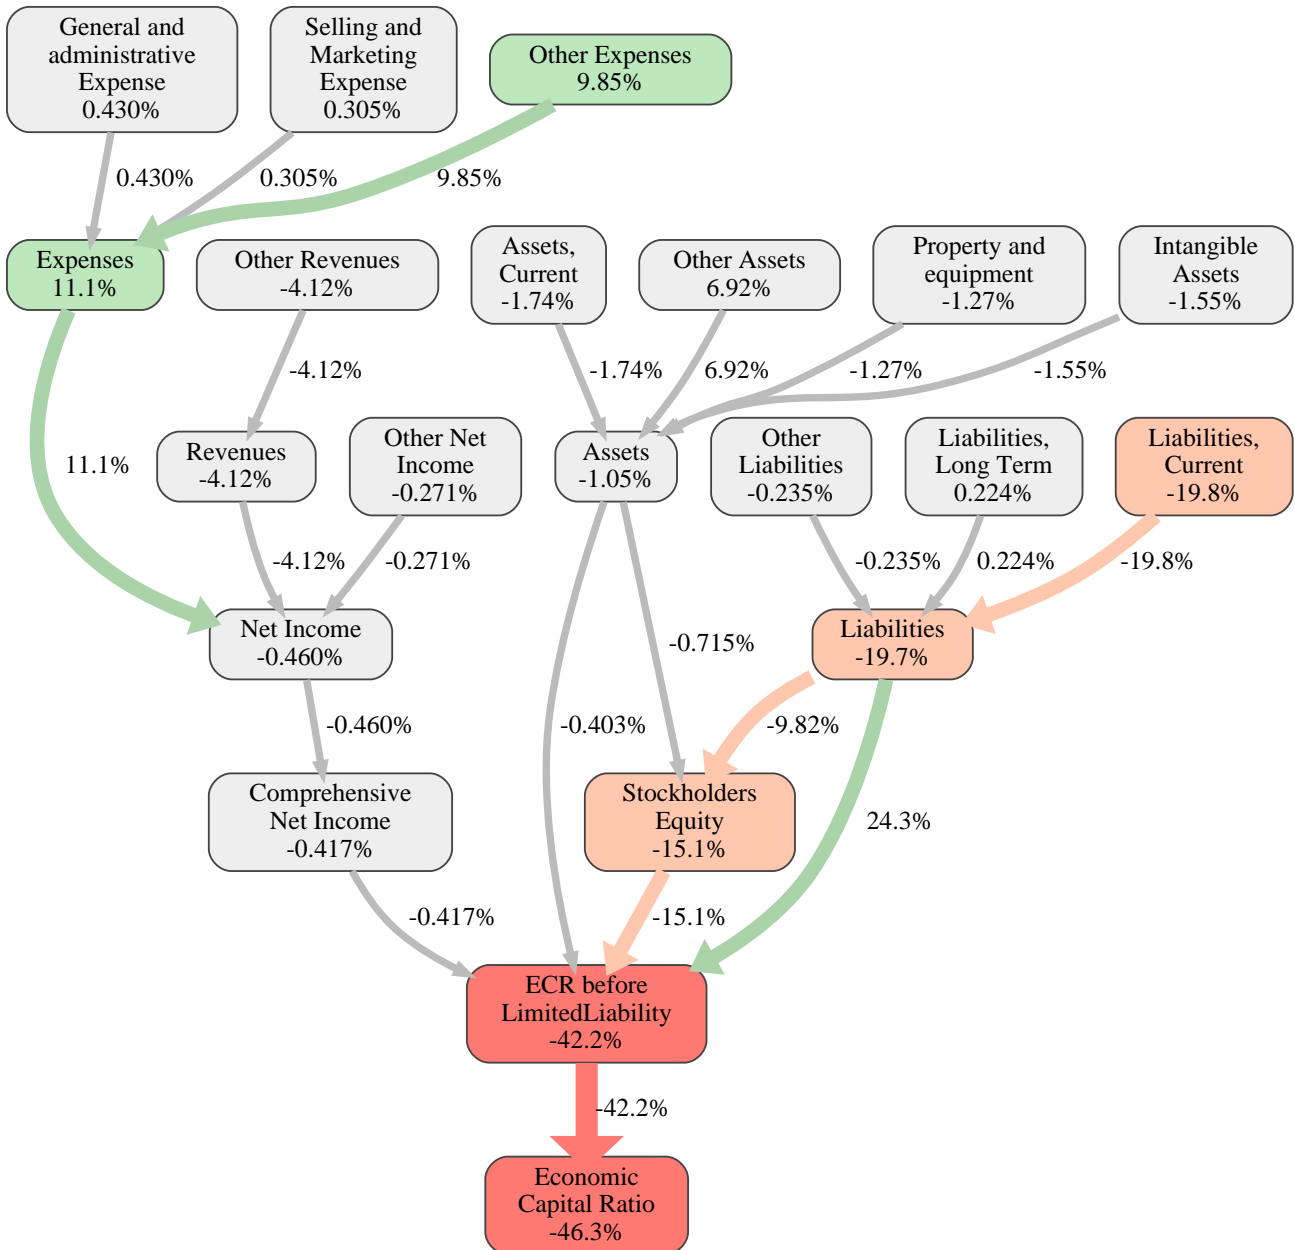 General and
administrative
Expense
0.430%
Selling and
Marketing
Expense
0.305%
Other Expenses
9.85%
0.430%
0.305%
9.85%
Expenses
11.1%
Other Revenues
-4.12%
Assets,
Current
-1.74%
Other Assets
6.92%
Property and
equipment
-1.27%
Intangible
Assets
-1.55%
-4.12%
-1.74%
6.92%
-1.27%
-1.55%
11.1%
Revenues
-4.12%
Other Net
Income
-0.271%
Assets
-1.05%
Other
Liabilities
-0.235%
Liabilities,
Long Term
0.224%
Liabilities,
Current
-19.8%
-4.12%
-0.271%
-0.235%
0.224%
-19.8%
Net Income
-0.460%
-0.715%
Liabilities
-19.7%
-0.460%
-0.403%
-9.82%
Comprehensive
Net Income
-0.417%
Stockholders
Equity
-15.1%
24.3%
-0.417%
-15.1%
ECR before
LimitedLiability
-42.2%
-42.2%
Economic
Capital Ratio
-46.3%